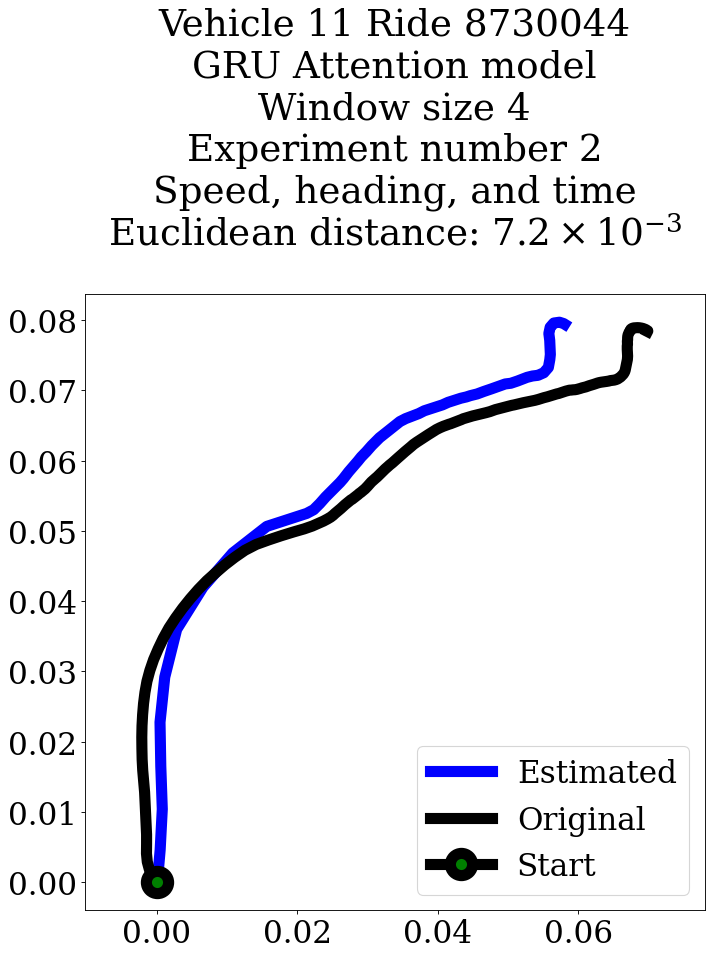 Vehicle 11 Ride 8730044
GRU Attention model
Window size 4
Experiment number 2
Speed, heading, and time
Euclidean distance: 7.2 × 10⁻³
0.08
0.07
0.06
0.05
0.04
0.03
0.02
0.01
0.00
Estimated
Original
Start
0.00 0.02 0.04 0.06